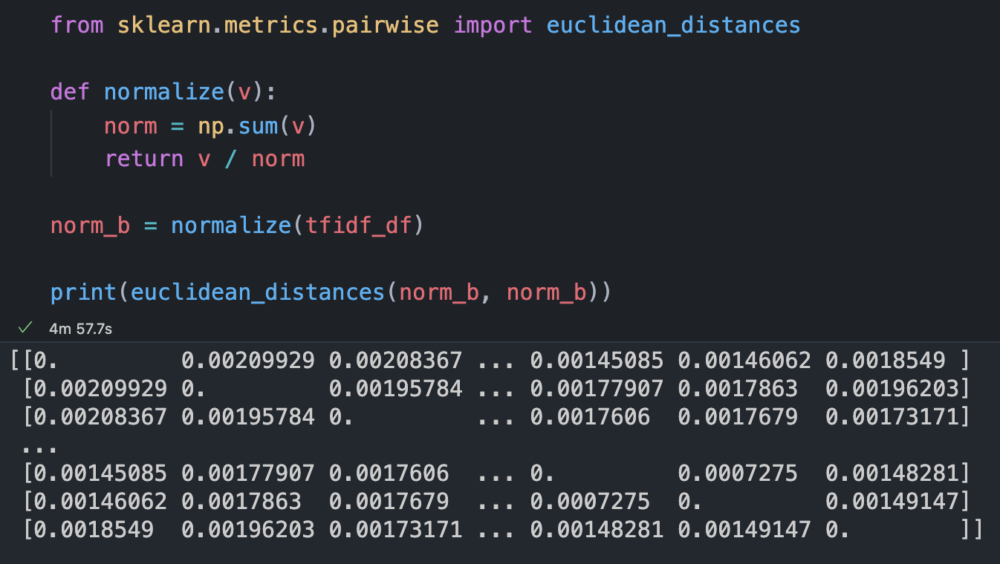 from sklearn.metrics.pairwise import euclidean_distances
def normalize(v):
    norm = np.sum(v)
    return v / norm
norm_b = normalize(tfidf_df)
print(euclidean_distances(norm_b, norm_b))
4m 57.7s
[[0.         0.00209929 0.00208367 ... 0.00145085 0.00146062 0.0018549 ]
 [0.00209929 0.         0.00195784 ... 0.00177907 0.0017863  0.00196203]
 [0.00208367 0.00195784 0.         ... 0.0017606  0.0017679  0.00173171]
 ...
 [0.00145085 0.00177907 0.0017606  ... 0.         0.0007275  0.00148281]
 [0.00146062 0.0017863  0.0017679  ... 0.0007275  0.         0.00149147]
 [0.0018549  0.00196203 0.00173171 ... 0.00148281 0.00149147 0.        ]]